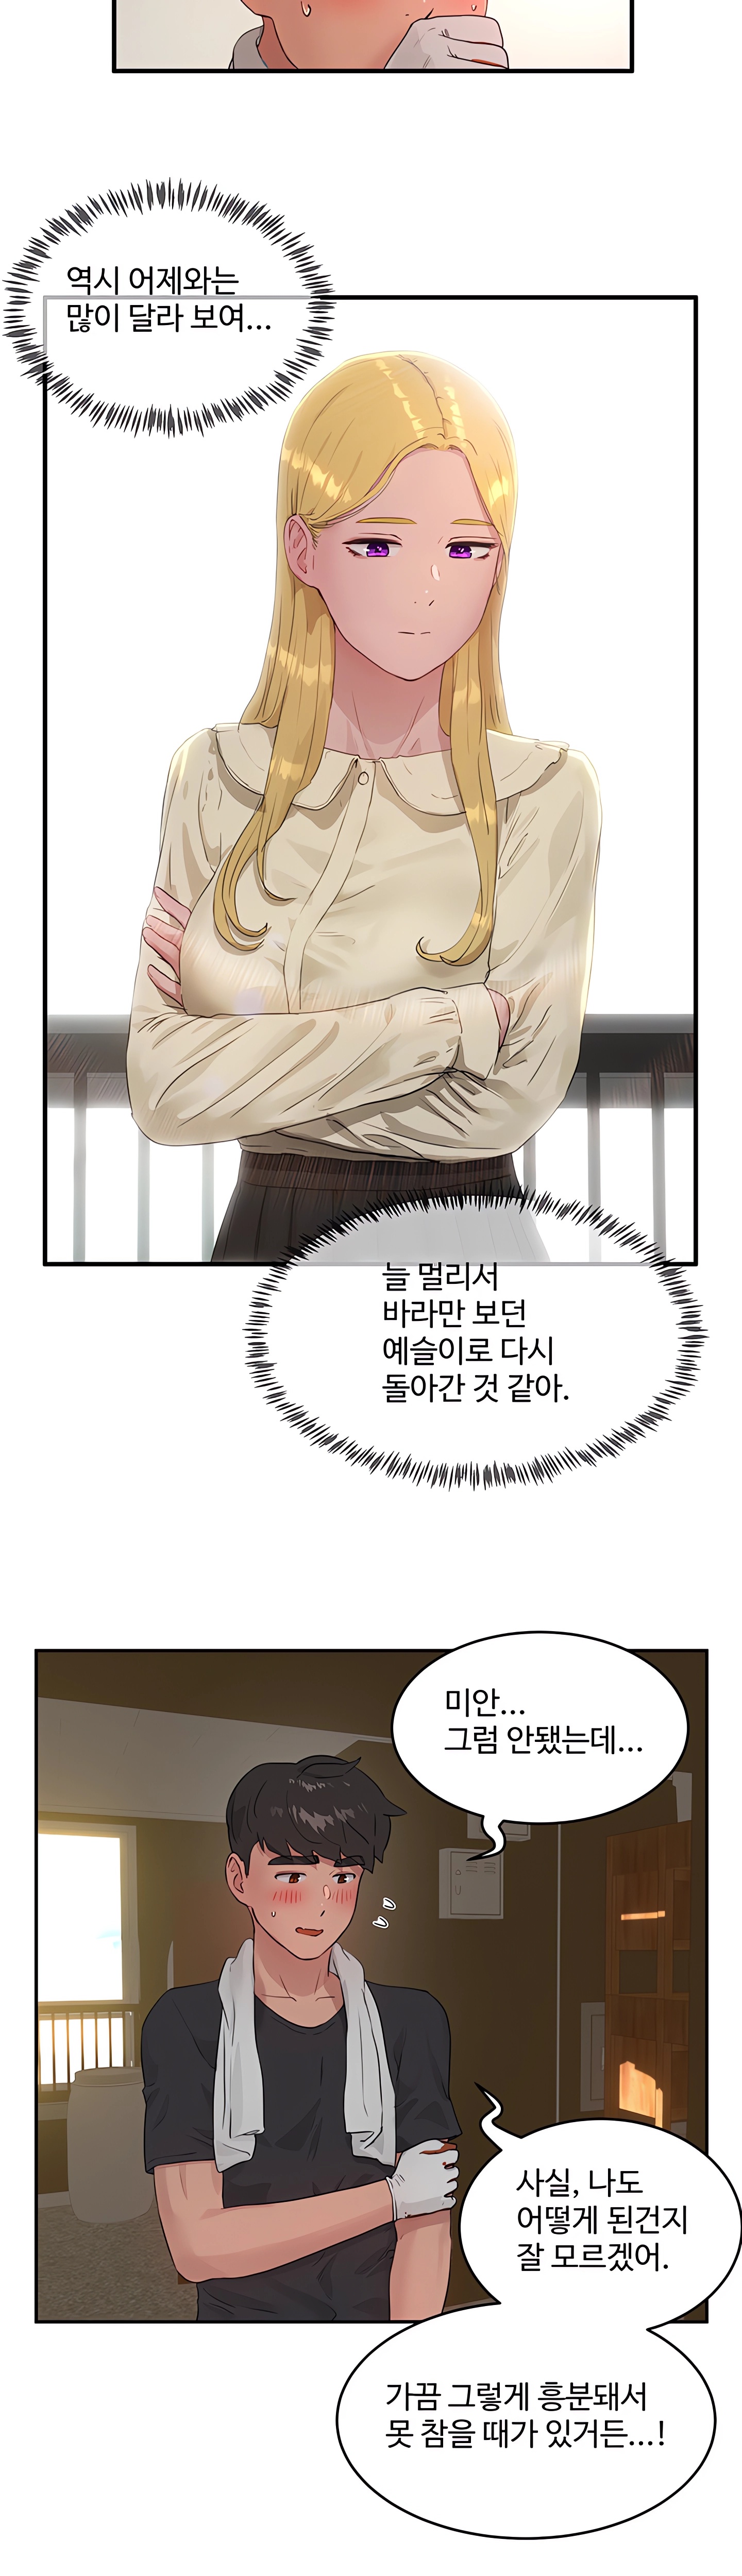 역시 어제와는
많이 달라 보여...
늘 멀리서
바라만 보던
예슬이로 다시
돌아간 것 같아.
미안...
그럼 안됐는데...
사실, 나도
어떻게 된건지
잘 모르겠어.
가끔 그렇게 흥분돼서
못 참을 때가 있거든...!